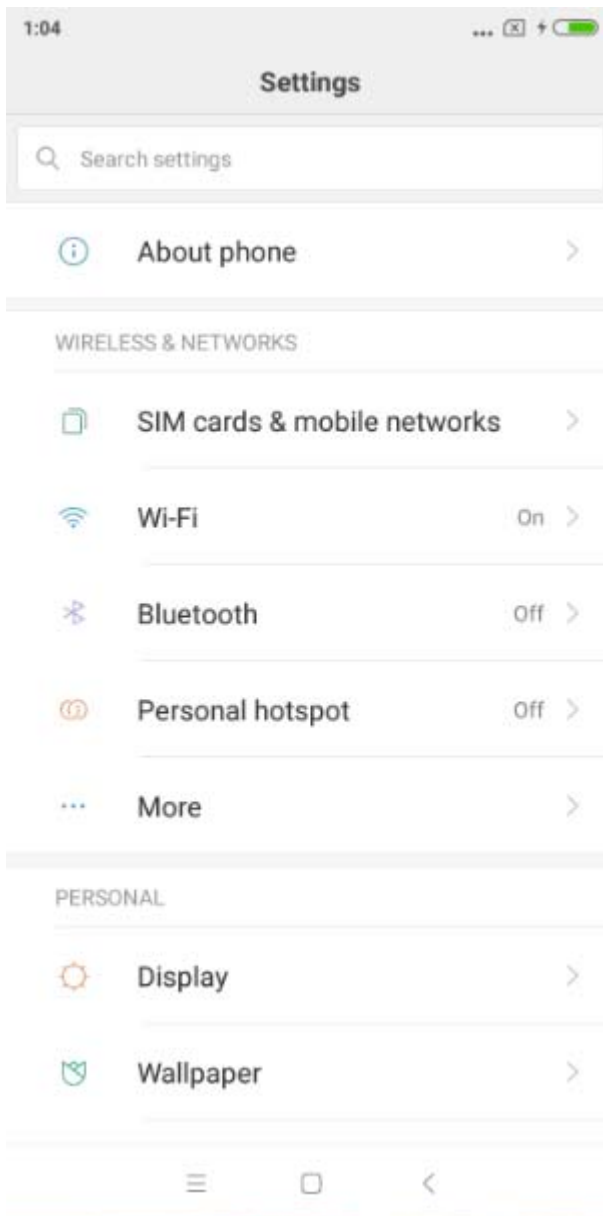 1:04
Settings
Search settings
About phone
WIRELESS & NETWORKS
SIM cards & mobile networks
Wi-Fi On
Bluetooth Off
Personal hotspot Off
More
PERSONAL
Display
Wallpaper